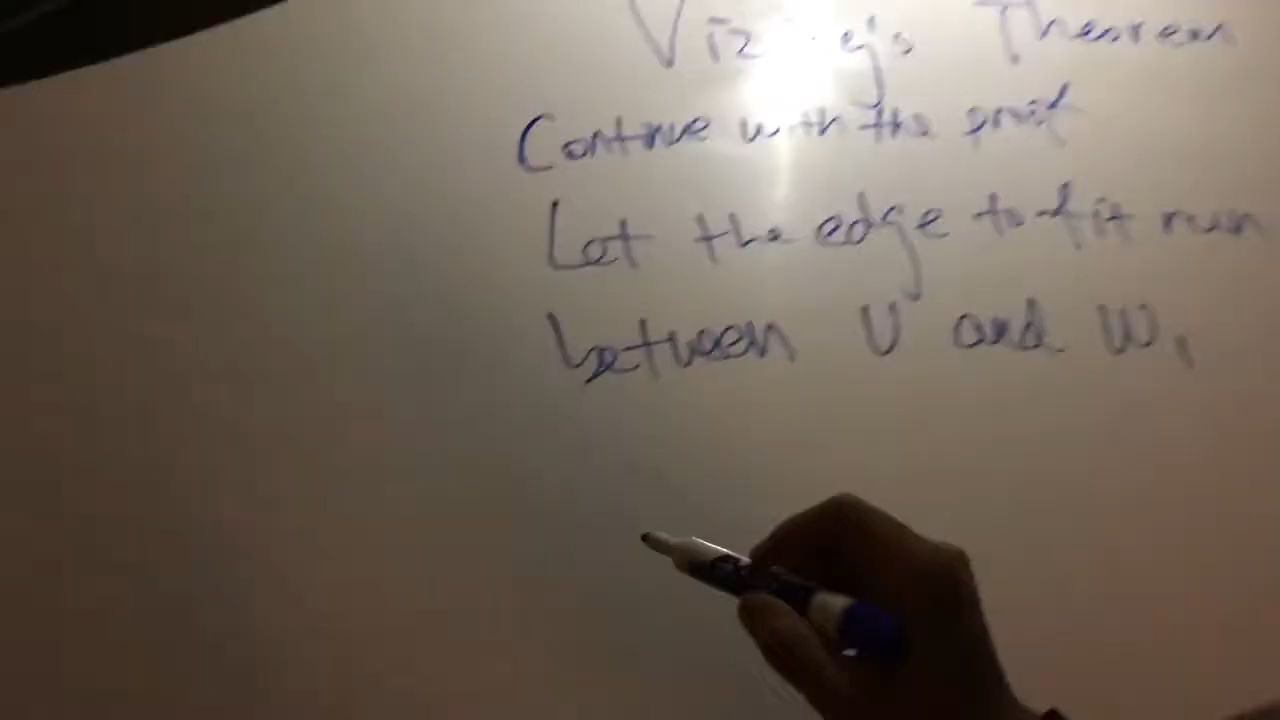 Vizing's Theorem
Continue with the proof
Let the edge to fit run
between U and W,